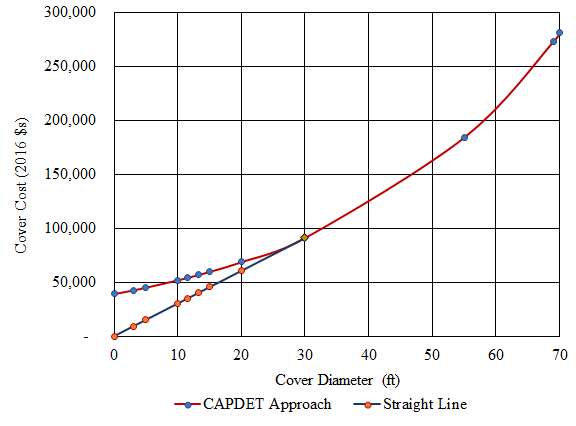 300,000
250,000
200,000
150,000
100,000
50,000
-
Cover Cost (2016 $s)
0 10 20 30 40 50 60 70
Cover Diameter (ft)
CAPDET Approach Straight Line